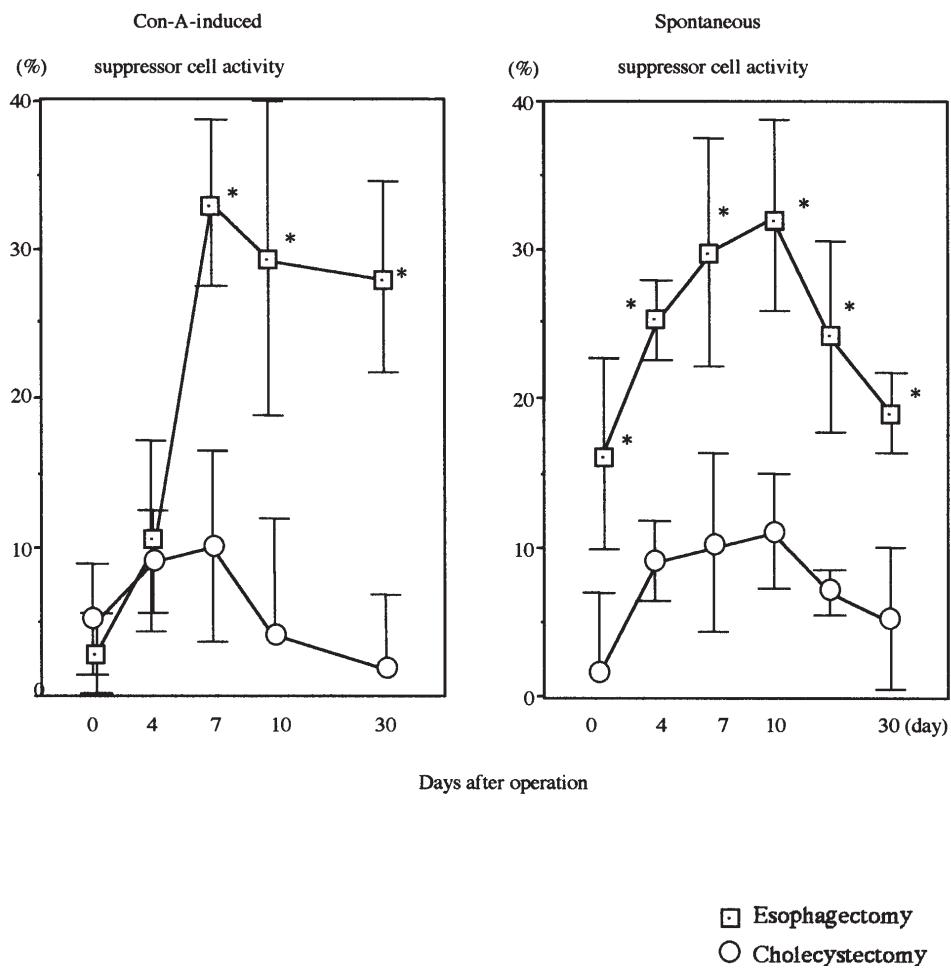 Con-A-induced
suppressor cell activity
(%)
40
30
20
10
0
*
*
*
0 4 7 10 30
Spontaneous
suppressor cell activity
(%)
40
30
20
10
0
*
*
*
*
*
*
0 4 7 10 30 (day)
Days after operation
Esophagectomy
Cholecystectomy